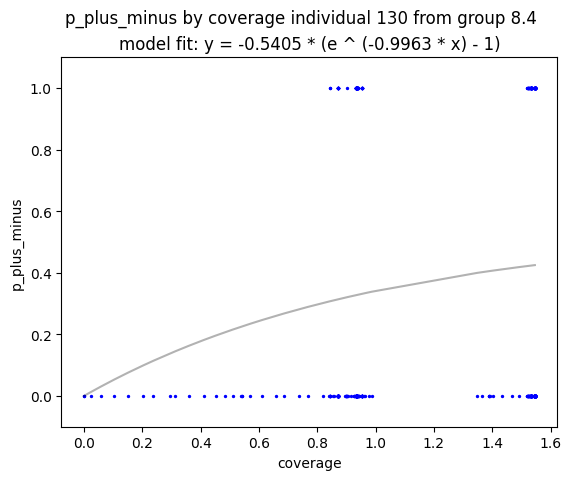 p_plus_minus by coverage individual 130 from group 8.4
model fit: y = -0.5405 * (e ^ (-0.9963 * x) - 1)
1.0
0.8
0.6
0.4
0.2
0.0
p_plus_minus
0.0 0.2 0.4 0.6 0.8 1.0 1.2 1.4 1.6
coverage